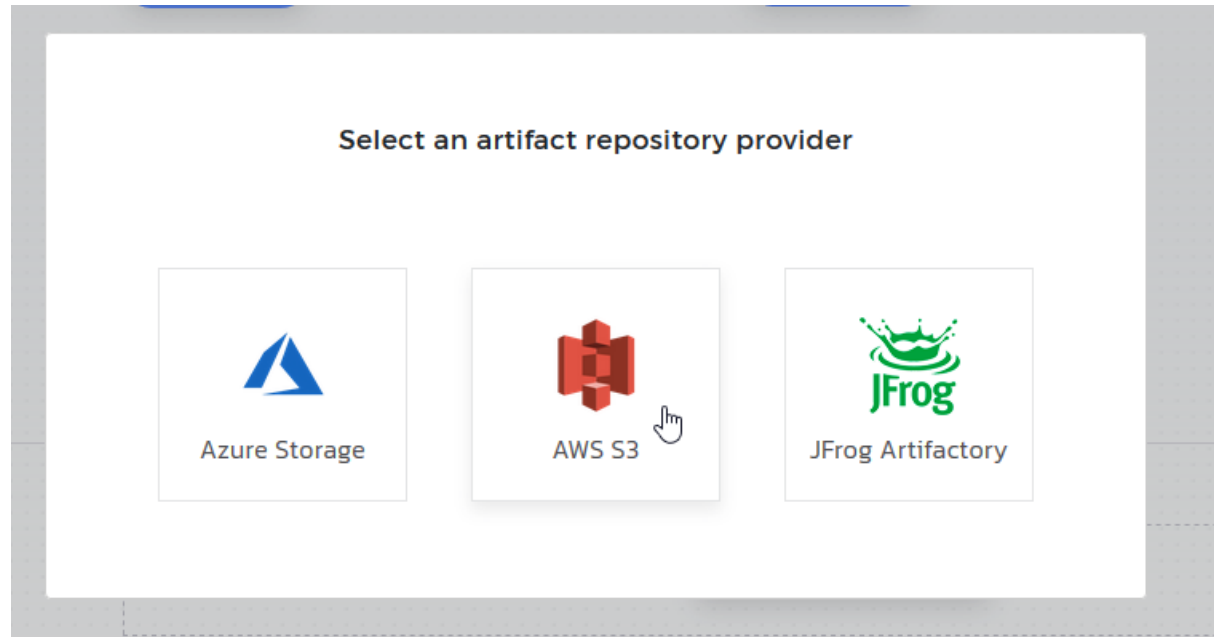 Select an artifact repository provider
JFrog
Azure Storage
AWS S3
JFrog Artifactory